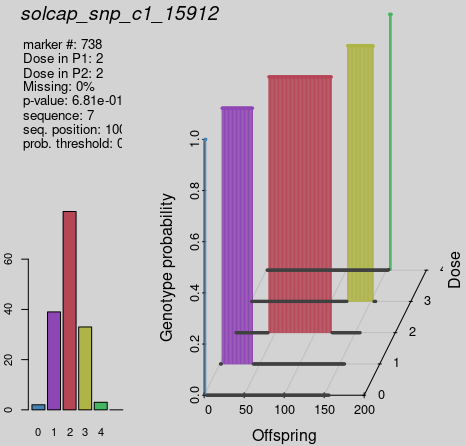 solcap_snp_c1_15912
marker #: 738
Dose in P1: 2
Dose in P2: 2
Missing: 0%
p-value: 6.81e-01
sequence: 7
seq. position: 100
prob. threshold: 0
0 20 40 60
0 1 2 3 4
Genotype probability
0.0 0.2 0.4 0.6 0.8 1.0
0 50 100 150 200
Offspring
0 1 2 3 4
Dose